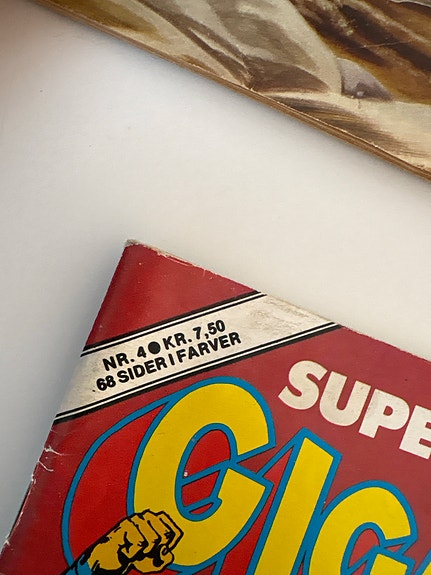 NR. 4 ● KR. 7,50
68 SIDER I FARVER
SUPE
GIG